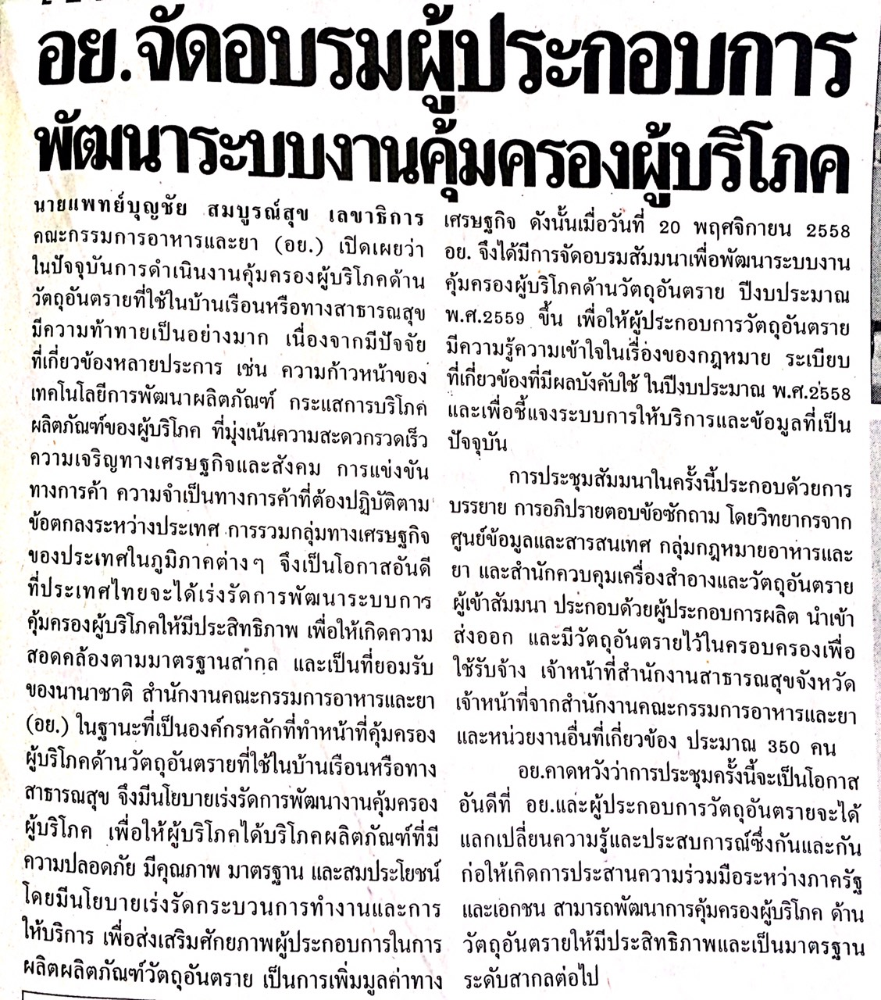 อย.จัดอบรมผู้ประกอบการ
พัฒนาระบบงานคุ้มครองผู้บริโภค
นายแพทย์บุญชัย สมบูรณ์สุข เลขาธิการ
คณะกรรมการอาหารและยา (อย.) เปิดเผยว่า
ในปัจจุบันการดำเนินงานคุ้มครองผู้บริโภคด้าน
วัตถุอันตรายที่ใช้ในบ้านเรือนหรือทางสาธารณสุข
มีความท้าทายเป็นอย่างมาก เนื่องจากมีปัจจัย
ที่เกี่ยวข้องหลายประการ เช่น ความก้าวหน้าของ
เทคโนโลยีการพัฒนาผลิตภัณฑ์ กระแสการบริโภค
ผลิตภัณฑ์ของผู้บริโภค ที่มุ่งเน้นความสะดวกรวดเร็ว
ความเจริญทางเศรษฐกิจและสังคม การแข่งขัน
ทางการค้า ความจำเป็นทางการค้าที่ต้องปฏิบัติตาม
ข้อตกลงระหว่างประเทศ การรวมกลุ่มทางเศรษฐกิจ
ของประเทศในภูมิภาคต่างๆ จึงเป็นโอกาสอันดี
ที่ประเทศไทยจะได้เร่งรัดการพัฒนาระบบการ
คุ้มครองผู้บริโภคให้มีประสิทธิภาพ เพื่อให้เกิดความ
สอดคล้องตามมาตรฐานสากล และเป็นที่ยอมรับ
ของนานาชาติ สำนักงานคณะกรรมการอาหารและยา
(อย.) ในฐานะที่เป็นองค์กรหลักที่ทำหน้าที่คุ้มครอง
ผู้บริโภคด้านวัตถุอันตรายที่ใช้ในบ้านเรือนหรือทาง
สาธารณสุข จึงมีนโยบายเร่งรัดการพัฒนางานคุ้มครอง
ผู้บริโภค เพื่อให้ผู้บริโภคได้บริโภคผลิตภัณฑ์ที่มี
ความปลอดภัย มีคุณภาพ มาตรฐาน และสมประโยชน์
โดยมีนโยบายเร่งรัดกระบวนการทำงานและการ
ให้บริการ เพื่อส่งเสริมศักยภาพผู้ประกอบการในการ
ผลิตผลิตภัณฑ์วัตถุอันตราย เป็นการเพิ่มมูลค่าทาง
เศรษฐกิจ ดังนั้นเมื่อวันที่ 20 พฤศจิกายน 2558
อย. จึงได้มีการจัดอบรมสัมมนาเพื่อพัฒนาระบบงาน
คุ้มครองผู้บริโภคด้านวัตถุอันตราย ปีงบประมาณ
พ.ศ.2559 ขึ้น เพื่อให้ผู้ประกอบการวัตถุอันตราย
มีความรู้ความเข้าใจในเรื่องของกฎหมาย ระเบียบ
ที่เกี่ยวข้องที่มีผลบังคับใช้ ในปีงบประมาณ พ.ศ.2558
และเพื่อชี้แจงระบบการให้บริการและข้อมูลที่เป็น
ปัจจุบัน
การประชุมสัมมนาในครั้งนี้ประกอบด้วยการ
บรรยาย การอภิปรายตอบข้อซักถาม โดยวิทยากรจาก
ศูนย์ข้อมูลและสารสนเทศ กลุ่มกฎหมายอาหารและ
ยา และสำนักควบคุมเครื่องสำอางและวัตถุอันตราย
ผู้เข้าสัมมนา ประกอบด้วยผู้ประกอบการผลิต นำเข้า
ส่งออก และมีวัตถุอันตรายไว้ในครอบครองเพื่อ
ใช้รับจ้าง เจ้าหน้าที่สำนักงานสาธารณสุขจังหวัด
เจ้าหน้าที่จากสำนักงานคณะกรรมการอาหารและยา
และหน่วยงานอื่นที่เกี่ยวข้อง ประมาณ 350 คน
อย.คาดหวังว่าการประชุมครั้งนี้จะเป็นโอกาส
อันดีที่ อย.และผู้ประกอบการวัตถุอันตรายจะได้
แลกเปลี่ยนความรู้และประสบการณ์ซึ่งกันและกัน
ก่อให้เกิดการประสานความร่วมมือระหว่างภาครัฐ
และเอกชน สามารถพัฒนาการคุ้มครองผู้บริโภค ด้าน
วัตถุอันตรายให้มีประสิทธิภาพและเป็นมาตรฐาน
ระดับสากลต่อไป